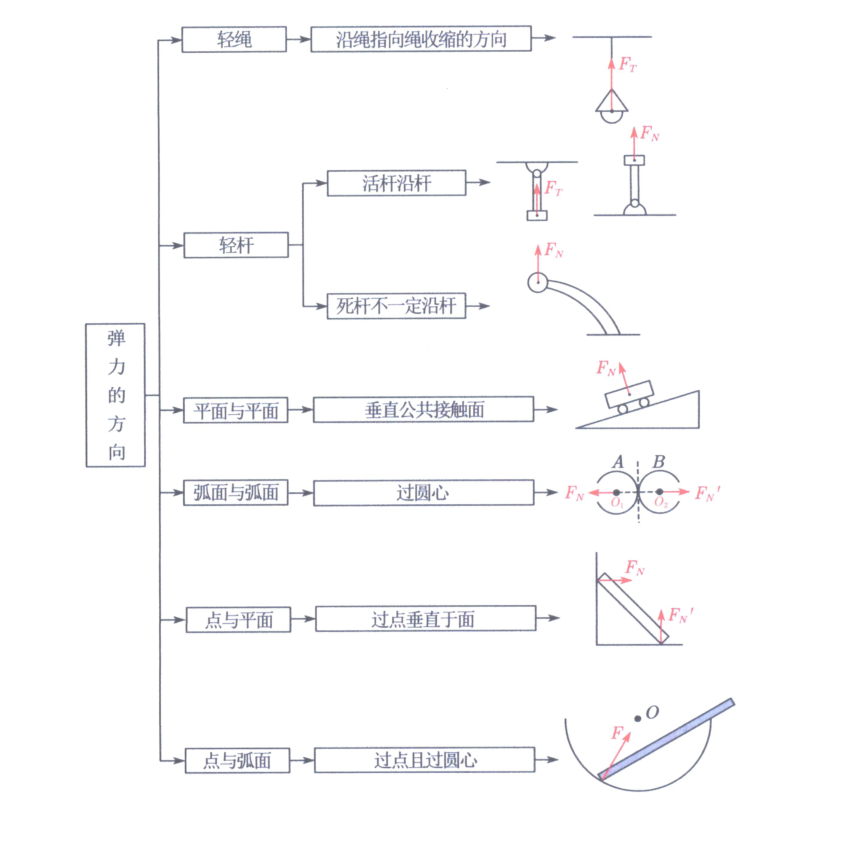 弹
力
的
方
向
轻绳
沿绳指向绳收缩的方向
F_T
轻杆
活杆沿杆
F_T
F_N
死杆不一定沿杆
F_N
平面与平面
垂直公共接触面
F_N
弧面与弧面
过圆心
A B
F_N O₁ O₂ F_N′
点与平面
过点垂直于面
F_N
F_N′
点与弧面
过点且过圆心
O
F